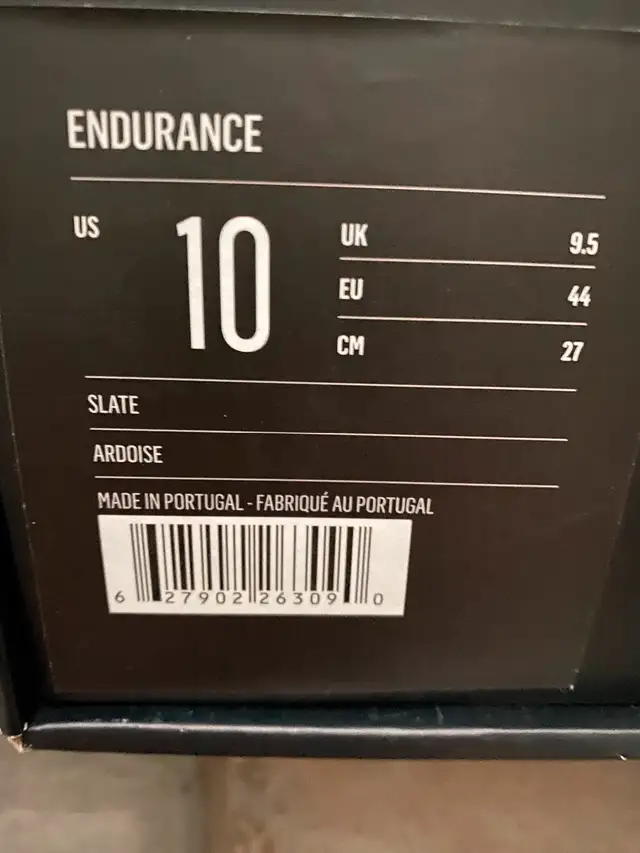 ENDURANCE
US 10
UK 9.5
EU 44
CM 27
SLATE
ARDOISE
MADE IN PORTUGAL - FABRIQUÉ AU PORTUGAL
6 27902 26309 0